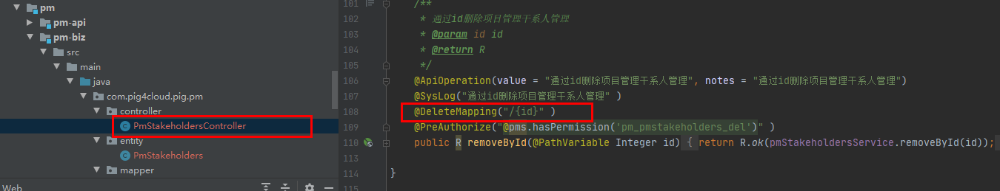 pm
pm-api
pm-biz
src
main
java
com.pig4cloud.pig.pm
controller
PmStakeholdersController
entity
PmStakeholders
mapper
Web
101 /**
102 * 通过id删除项目管理干系人管理
103 * @param id id
104 * @return R
105 */
106 @ApiOperation(value = "通过id删除项目管理干系人管理", notes = "通过id删除项目管理干系人管理")
107 @SysLog("通过id删除项目管理干系人管理" )
108 @DeleteMapping("/{id}" )
109 @PreAuthorize("@pms.hasPermission('pm_pmstakeholders_del')" )
110 public R removeById(@PathVariable Integer id) { return R.ok(pmStakeholdersService.removeById(id));
113
114 }
115